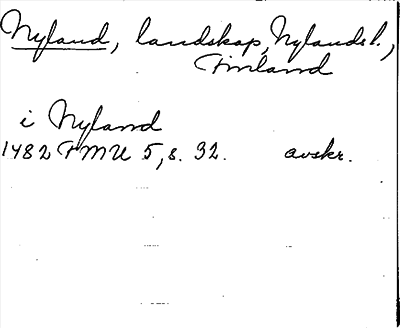 Nyland, landskap, Nylands l.,
Finland
i Nyland
1482 FMU 5, s. 32. avskr.